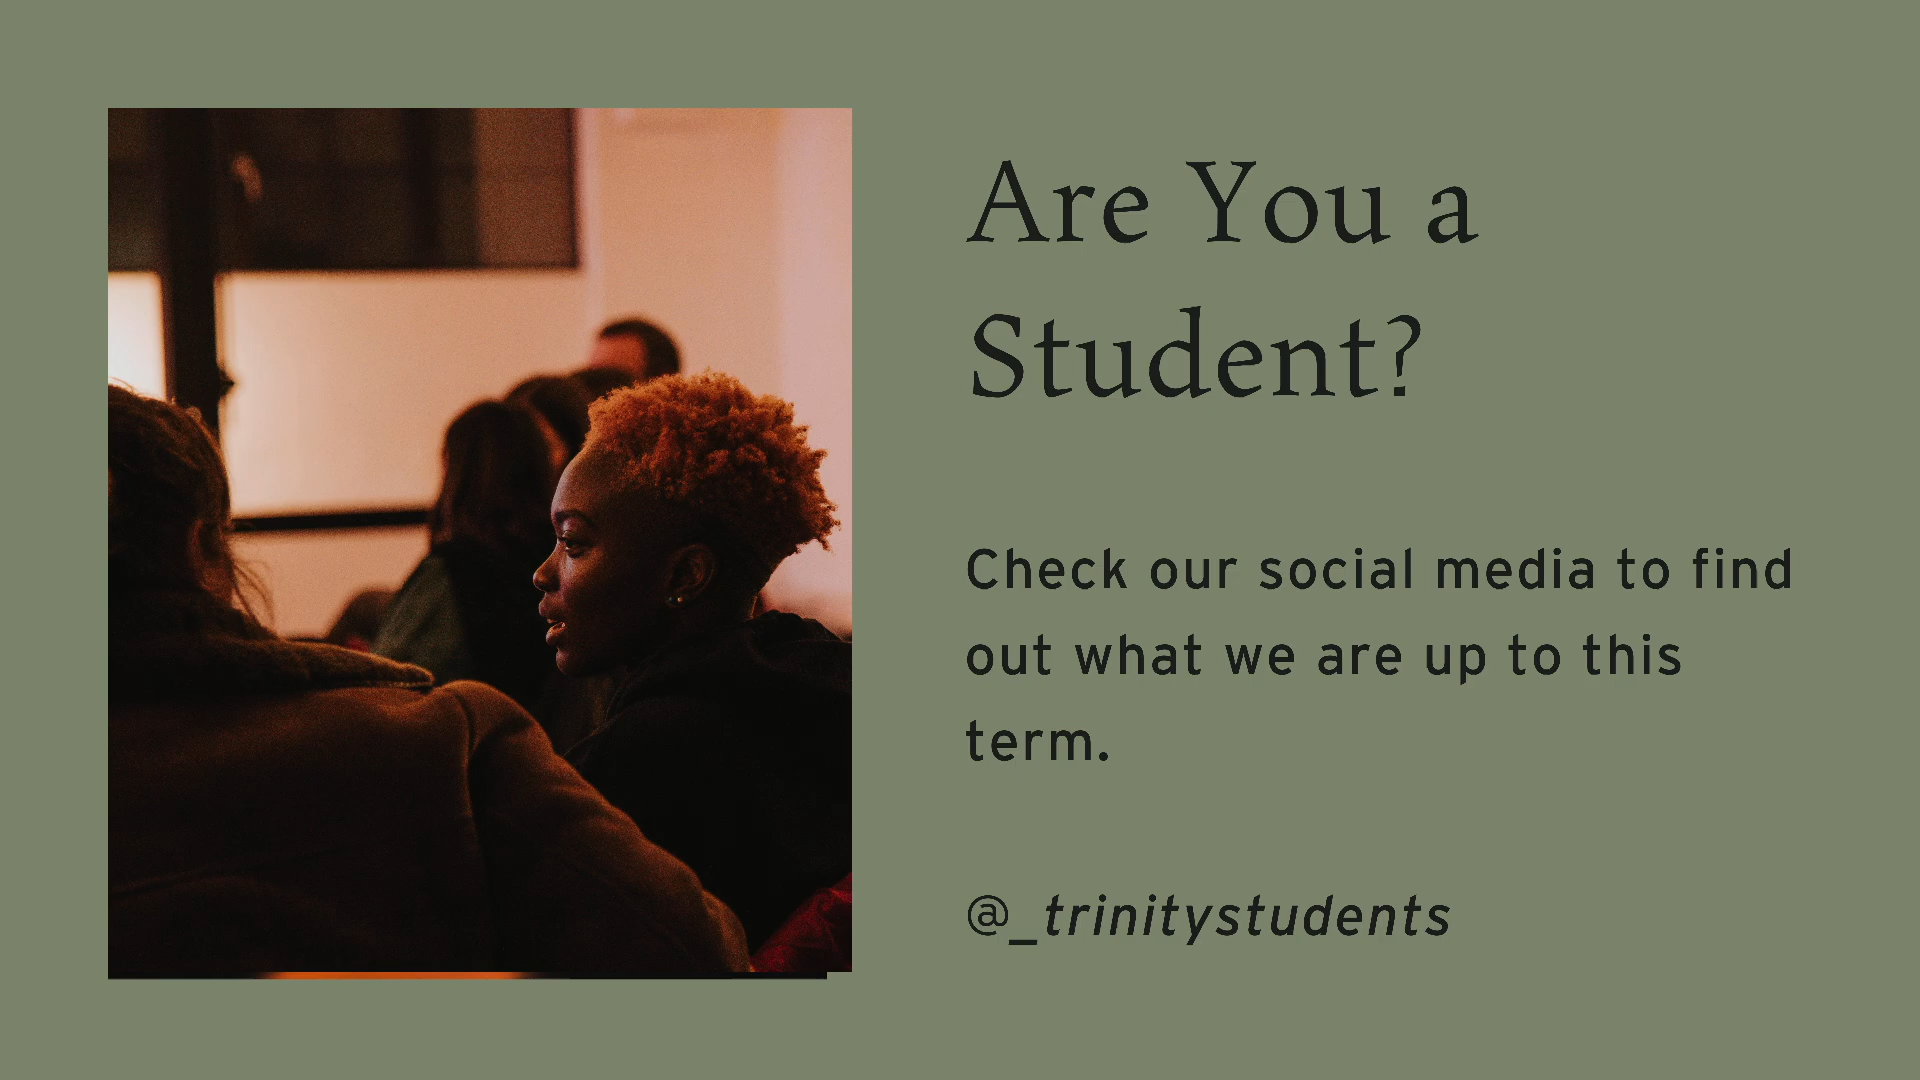 Are You a
Student?
Check our social media to find
out what we are up to this
term.
@_trinitystudents